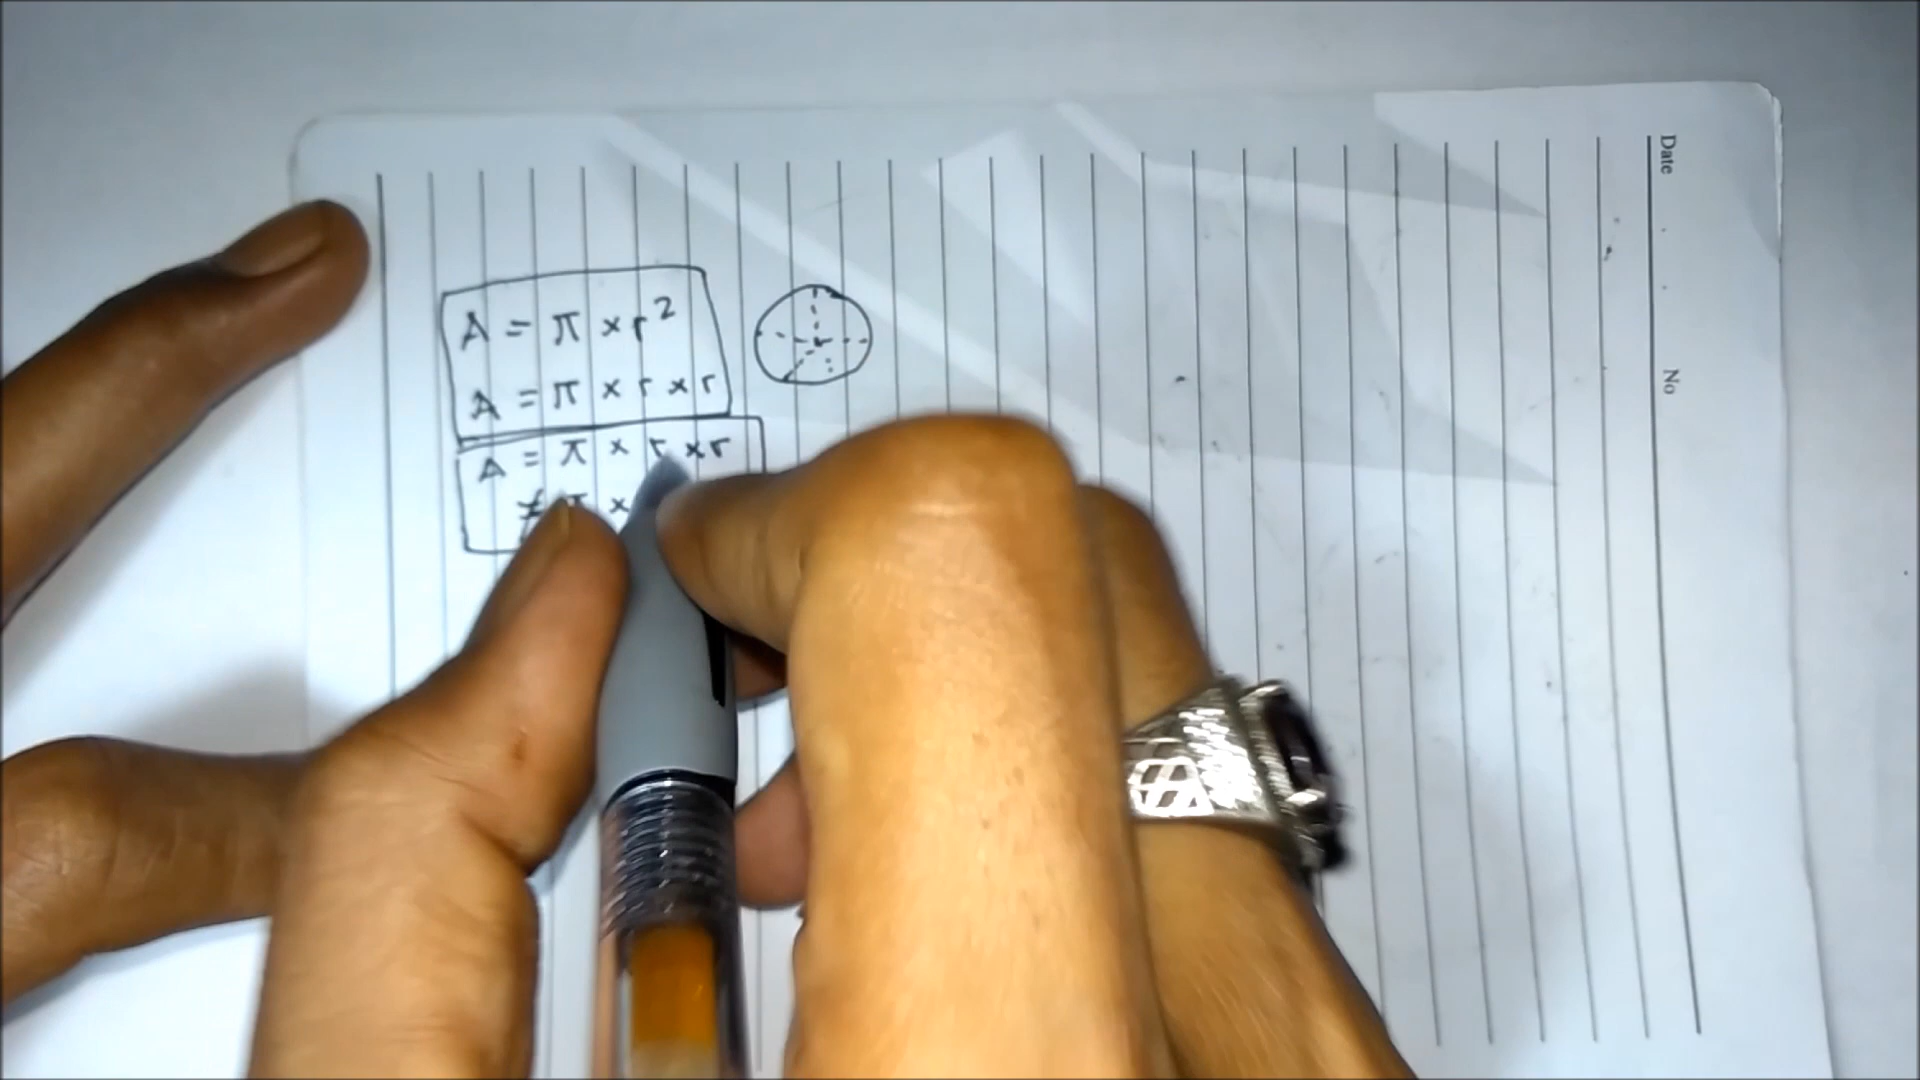 A = π × r²
A = π × r × r
A = π × r × r
≠ π ×
Date
No